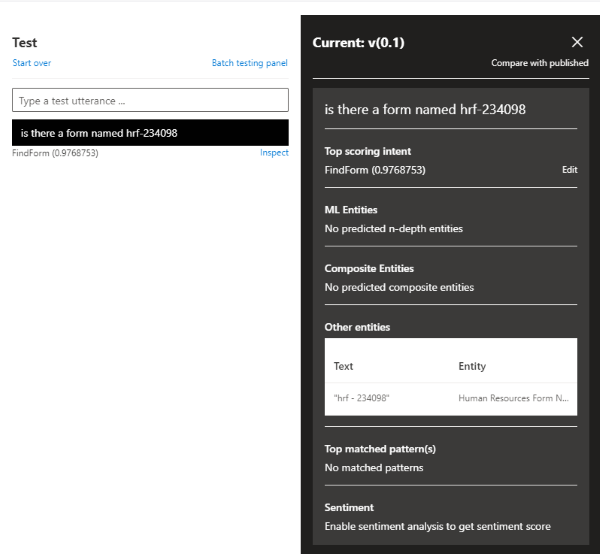 Test
Start over
Batch testing panel
Type a test utterance ...
is there a form named hrf-234098
FindForm (0.9768753)
Inspect
Current: v(0.1)
Compare with published
is there a form named hrf-234098
Top scoring intent
FindForm (0.9768753)
Edit
ML Entities
No predicted n-depth entities
Composite Entities
No predicted composite entities
Other entities
Text
Entity
"hrf - 234098"
Human Resources Form N...
Top matched pattern(s)
No matched patterns
Sentiment
Enable sentiment analysis to get sentiment score